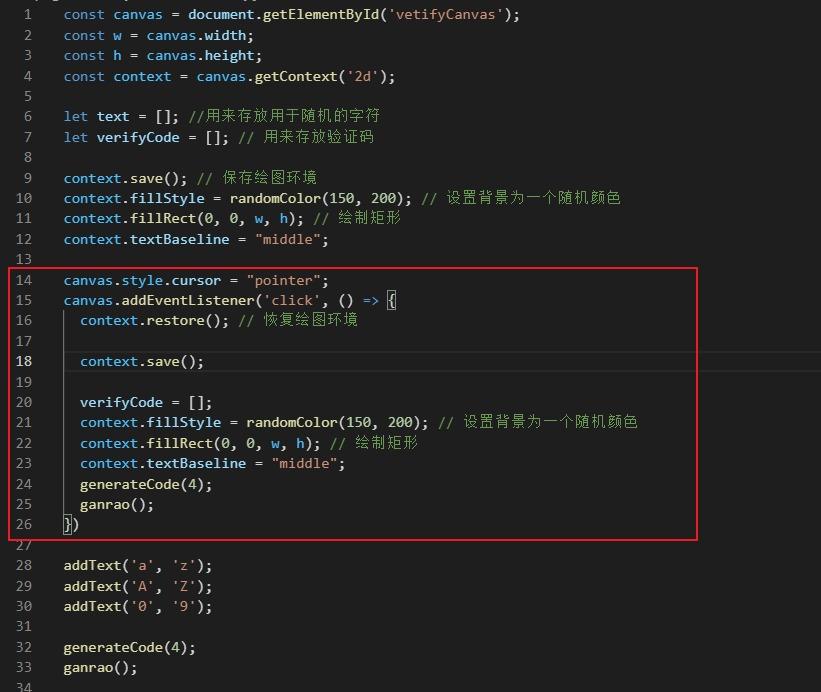 1 const canvas = document.getElementById('vetifyCanvas');
2 const w = canvas.width;
3 const h = canvas.height;
4 const context = canvas.getContext('2d');
5
6 let text = []; //用来存放用于随机的字符
7 let verifyCode = []; // 用来存放验证码
8
9 context.save(); // 保存绘图环境
10 context.fillStyle = randomColor(150, 200); // 设置背景为一个随机颜色
11 context.fillRect(0, 0, w, h); // 绘制矩形
12 context.textBaseline = "middle";
13
14 canvas.style.cursor = "pointer";
15 canvas.addEventListener('click', () => {
16   context.restore(); // 恢复绘图环境
17
18   context.save();
19
20   verifyCode = [];
21   context.fillStyle = randomColor(150, 200); // 设置背景为一个随机颜色
22   context.fillRect(0, 0, w, h); // 绘制矩形
23   context.textBaseline = "middle";
24   generateCode(4);
25   ganrao();
26 })
27
28 addText('a', 'z');
29 addText('A', 'Z');
30 addText('0', '9');
31
32 generateCode(4);
33 ganrao();
34